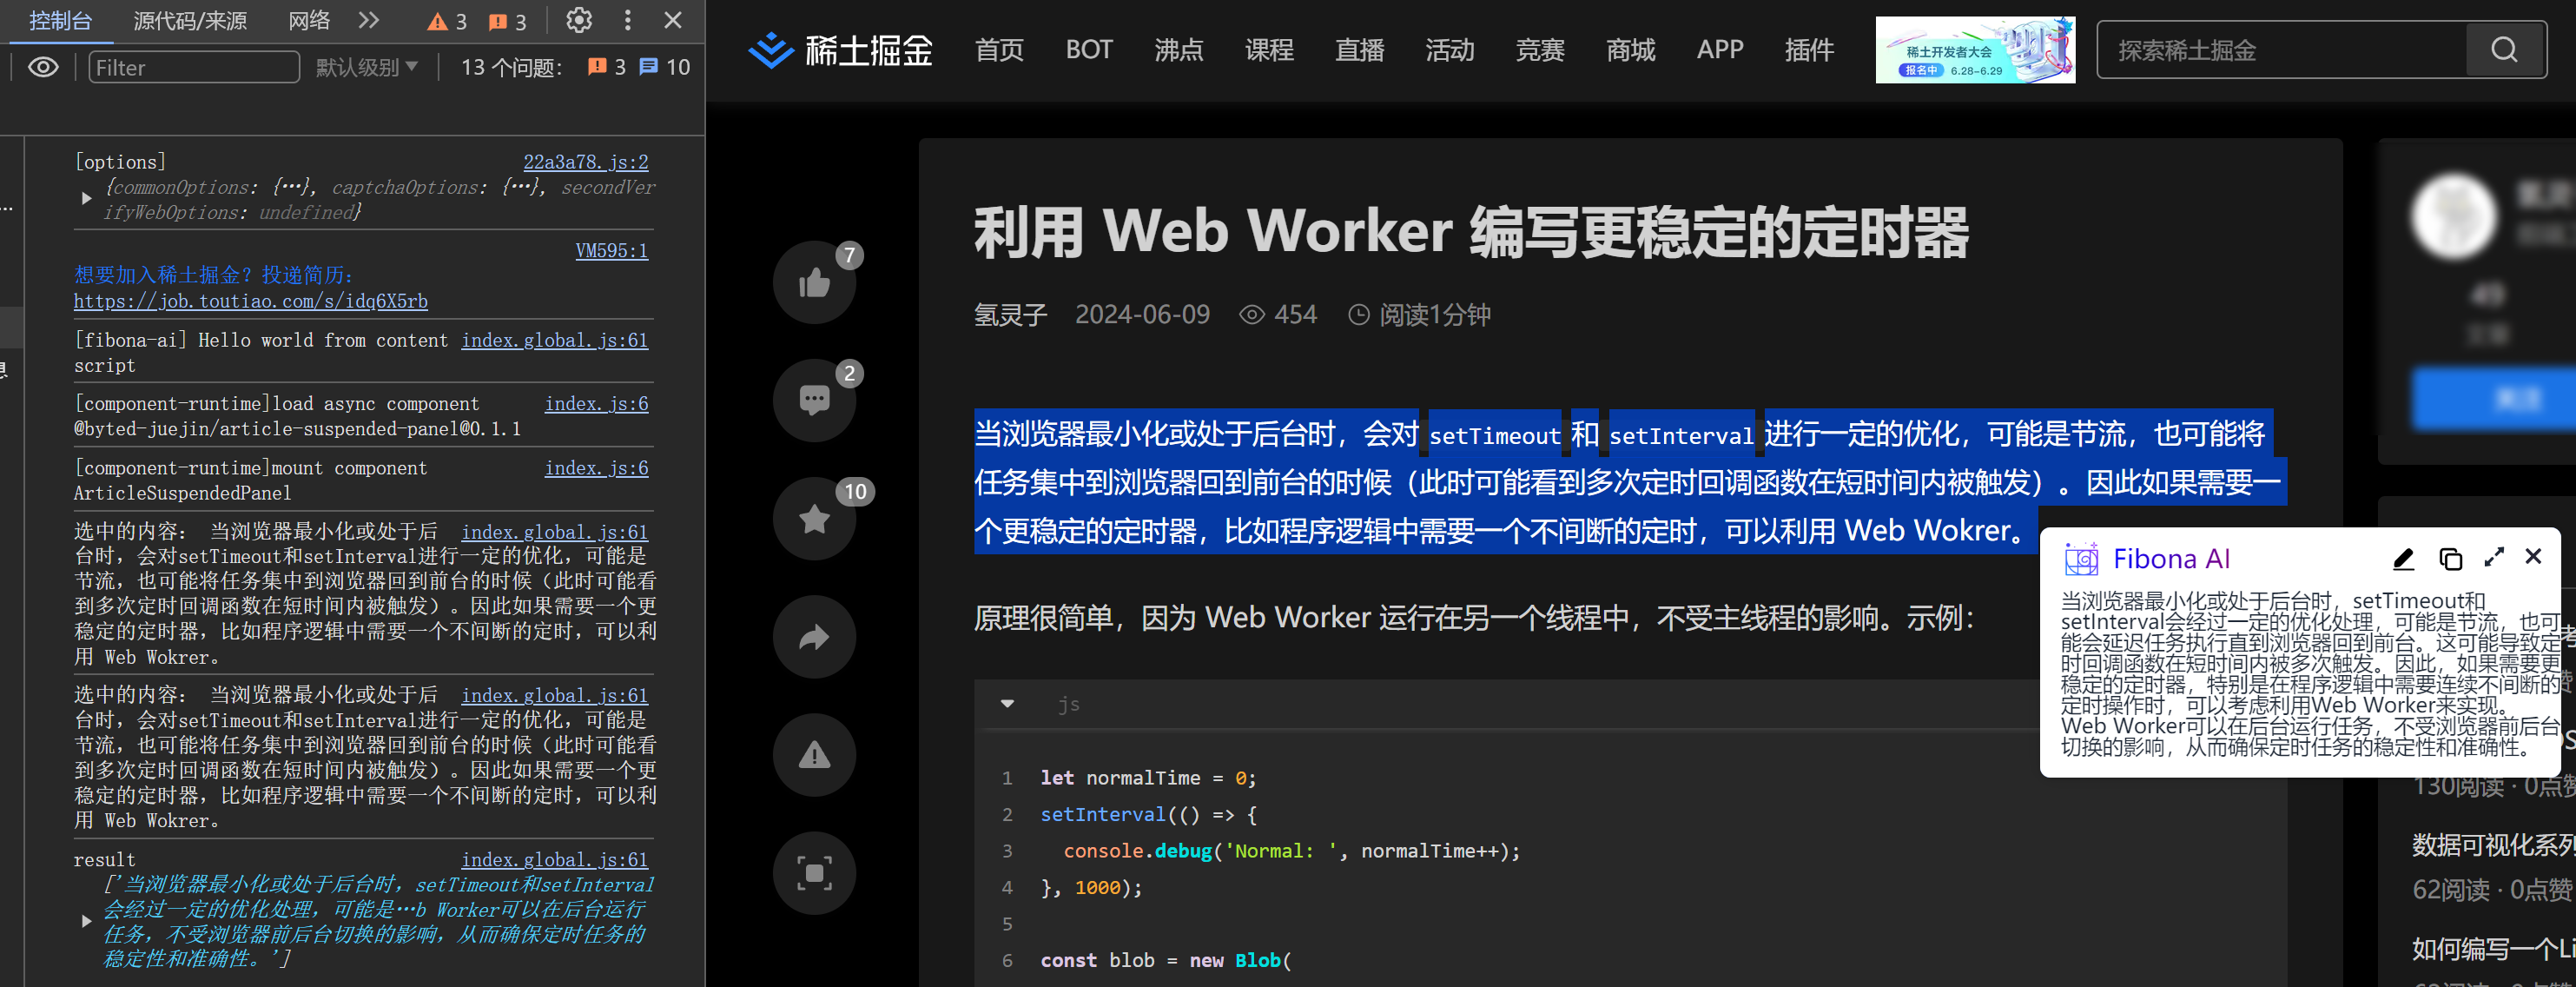 控制台 源代码/来源 网络 3 3
Filter 默认级别 13 个问题： 3 10
[options] 22a3a78.js:2
{commonOptions: {…}, captchaOptions: {…}, secondVer
ifyWebOptions: undefined}
VM595:1
想要加入稀土掘金？投递简历：
https://job.toutiao.com/s/idq6X5rb
[fibona-ai] Hello world from content index.global.js:61
script
[component-runtime]load async component index.js:6
@byted-juejin/article-suspended-panel@0.1.1
[component-runtime]mount component index.js:6
ArticleSuspendedPanel
选中的内容： 当浏览器最小化或处于后 index.global.js:61
台时，会对setTimeout和setInterval进行一定的优化，可能是
节流，也可能将任务集中到浏览器回到前台的时候（此时可能看
到多次定时回调函数在短时间内被触发）。因此如果需要一个更
稳定的定时器，比如程序逻辑中需要一个不间断的定时，可以利
用 Web Wokrer。
选中的内容： 当浏览器最小化或处于后 index.global.js:61
台时，会对setTimeout和setInterval进行一定的优化，可能是
节流，也可能将任务集中到浏览器回到前台的时候（此时可能看
到多次定时回调函数在短时间内被触发）。因此如果需要一个更
稳定的定时器，比如程序逻辑中需要一个不间断的定时，可以利
用 Web Wokrer。
result index.global.js:61
['当浏览器最小化或处于后台时，setTimeout和setInterval
会经过一定的优化处理，可能是…b Worker可以在后台运行
任务，不受浏览器前后台切换的影响，从而确保定时任务的
稳定性和准确性。']
稀土掘金 首页 BOT 沸点 课程 直播 活动 竞赛 商城 APP 插件
稀土开发者大会
报名中 6.28-6.29
探索稀土掘金
7
2
10
利用 Web Worker 编写更稳定的定时器
氢灵子 2024-06-09 454 阅读1分钟
当浏览器最小化或处于后台时，会对 setTimeout 和 setInterval 进行一定的优化，可能是节流，也可能将
任务集中到浏览器回到前台的时候（此时可能看到多次定时回调函数在短时间内被触发）。因此如果需要一
个更稳定的定时器，比如程序逻辑中需要一个不间断的定时，可以利用 Web Wokrer。
原理很简单，因为 Web Worker 运行在另一个线程中，不受主线程的影响。示例：
js
1 let normalTime = 0;
2 setInterval(() => {
3 console.debug('Normal: ', normalTime++);
4 }, 1000);
5
6 const blob = new Blob(
Fibona AI
当浏览器最小化或处于后台时，setTimeout和
setInterval会经过一定的优化处理，可能是节流，也可
能会延迟任务执行直到浏览器回到前台。这可能导致定
时回调函数在短时间内被多次触发。因此，如果需要更
稳定的定时器，特别是在程序逻辑中需要连续不间断的
定时操作时，可以考虑利用Web Worker来实现。
Web Worker可以在后台运行任务，不受浏览器前后台
切换的影响，从而确保定时任务的稳定性和准确性。
130阅读 · 0点赞
数据可视化系列
62阅读 · 0点赞
如何编写一个Li